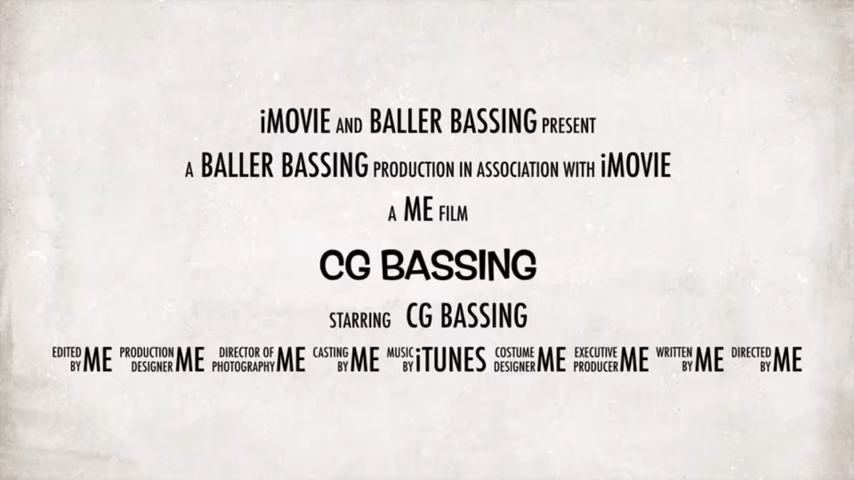 iMOVIE AND BALLER BASSING PRESENT
A BALLER BASSING PRODUCTION IN ASSOCIATION WITH iMOVIE
A ME FILM
CG BASSING
STARRING CG BASSING
EDITED BY ME PRODUCTION DESIGNER ME DIRECTOR OF PHOTOGRAPHY ME CASTING BY ME MUSIC BY iTUNES COSTUME DESIGNER ME EXECUTIVE PRODUCER ME WRITTEN BY ME DIRECTED BY ME